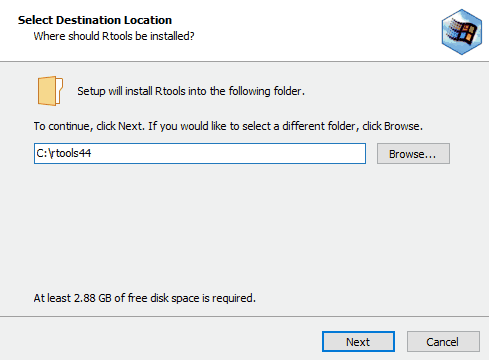 Select Destination Location
Where should Rtools be installed?
Setup will install Rtools into the following folder.
To continue, click Next. If you would like to select a different folder, click Browse.
C:\rtools44
Browse...
At least 2.88 GB of free disk space is required.
Next
Cancel